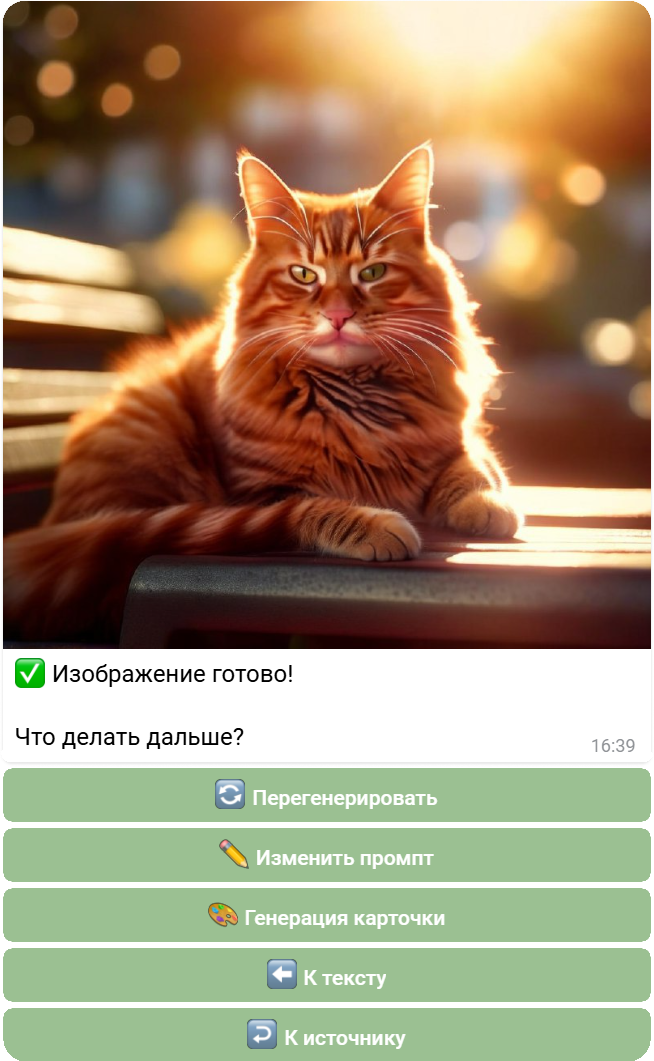 ✅ Изображение готово!
Что делать дальше?
16:39
🔄 Перегенерировать
✏️ Изменить промпт
🎨 Генерация карточки
⬅️ К тексту
↩️ К источнику